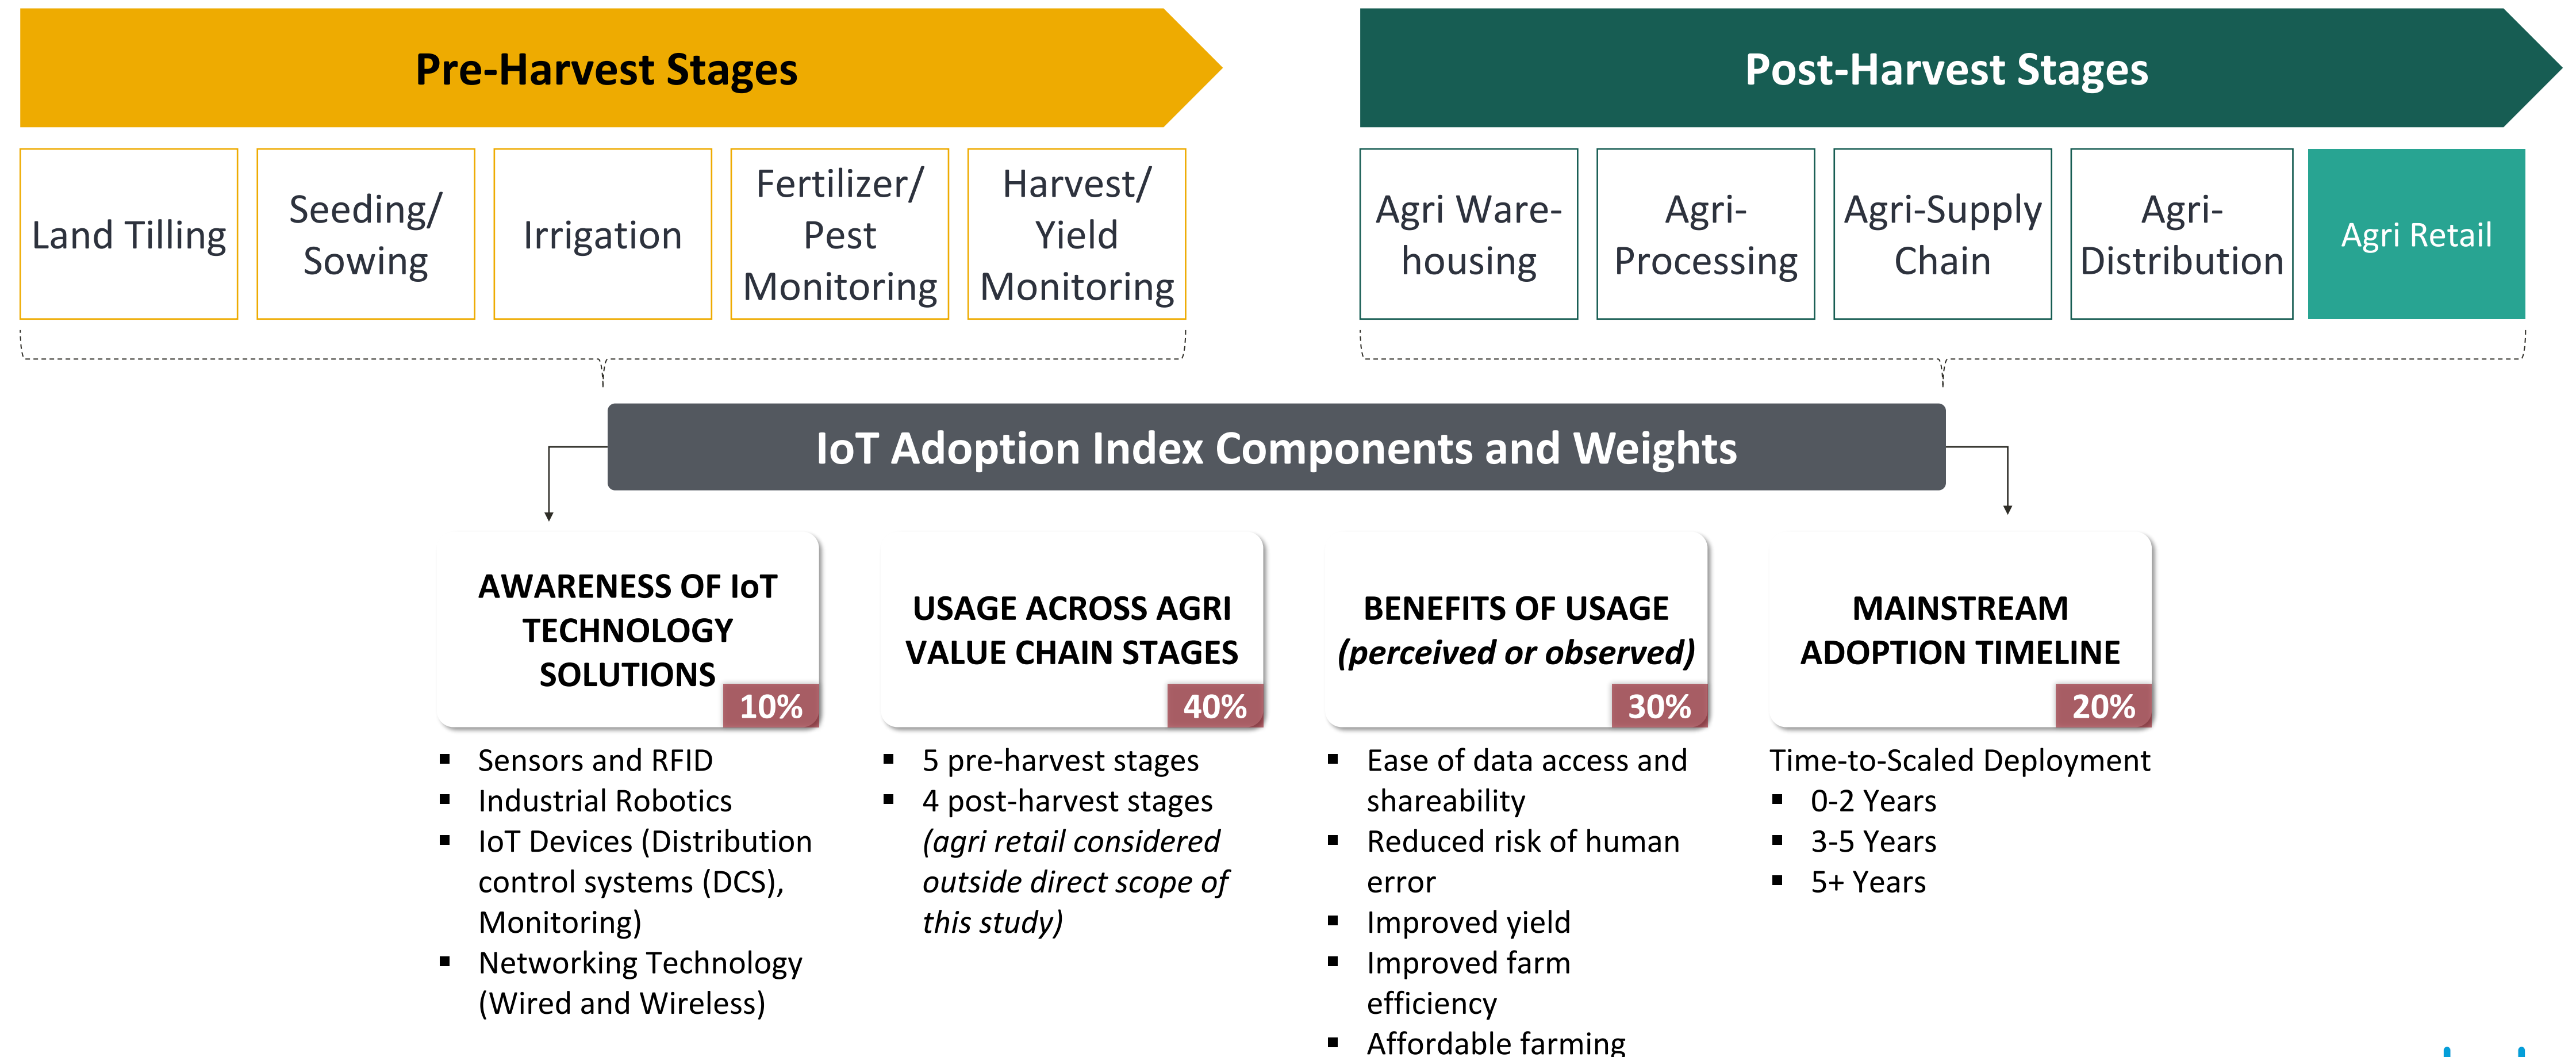 Pre-Harvest Stages
Post-Harvest Stages
Land Tilling
Seeding/
Sowing
Irrigation
Fertilizer/
Pest
Monitoring
Harvest/
Yield
Monitoring
Agri Ware-
housing
Agri-
Processing
Agri-Supply
Chain
Agri-
Distribution
Agri Retail
IoT Adoption Index Components and Weights
AWARENESS OF IoT
TECHNOLOGY
SOLUTIONS
10%
▪ Sensors and RFID
▪ Industrial Robotics
▪ IoT Devices (Distribution
control systems (DCS),
Monitoring)
▪ Networking Technology
(Wired and Wireless)
USAGE ACROSS AGRI
VALUE CHAIN STAGES
40%
▪ 5 pre-harvest stages
▪ 4 post-harvest stages
(agri retail considered
outside direct scope of
this study)
BENEFITS OF USAGE
(perceived or observed)
30%
▪ Ease of data access and
shareability
▪ Reduced risk of human
error
▪ Improved yield
▪ Improved farm
efficiency
▪ Affordable farming
MAINSTREAM
ADOPTION TIMELINE
20%
Time-to-Scaled Deployment
▪ 0-2 Years
▪ 3-5 Years
▪ 5+ Years